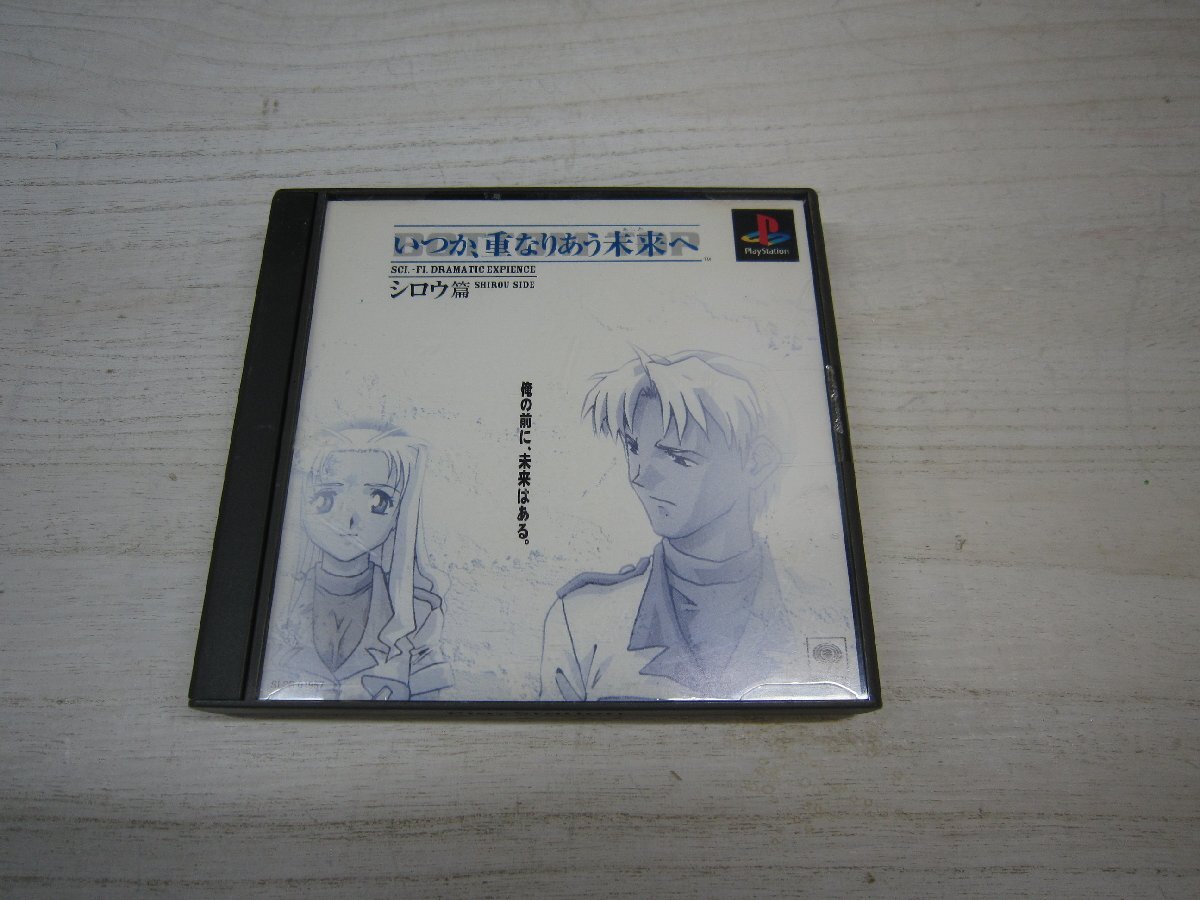 いつか、重なりあう未来へ
TM
SCI.-FI. DRAMATIC EXPIENCE
シロウ篇 SHIROU SIDE
PlayStation
俺の前に、未来はある。